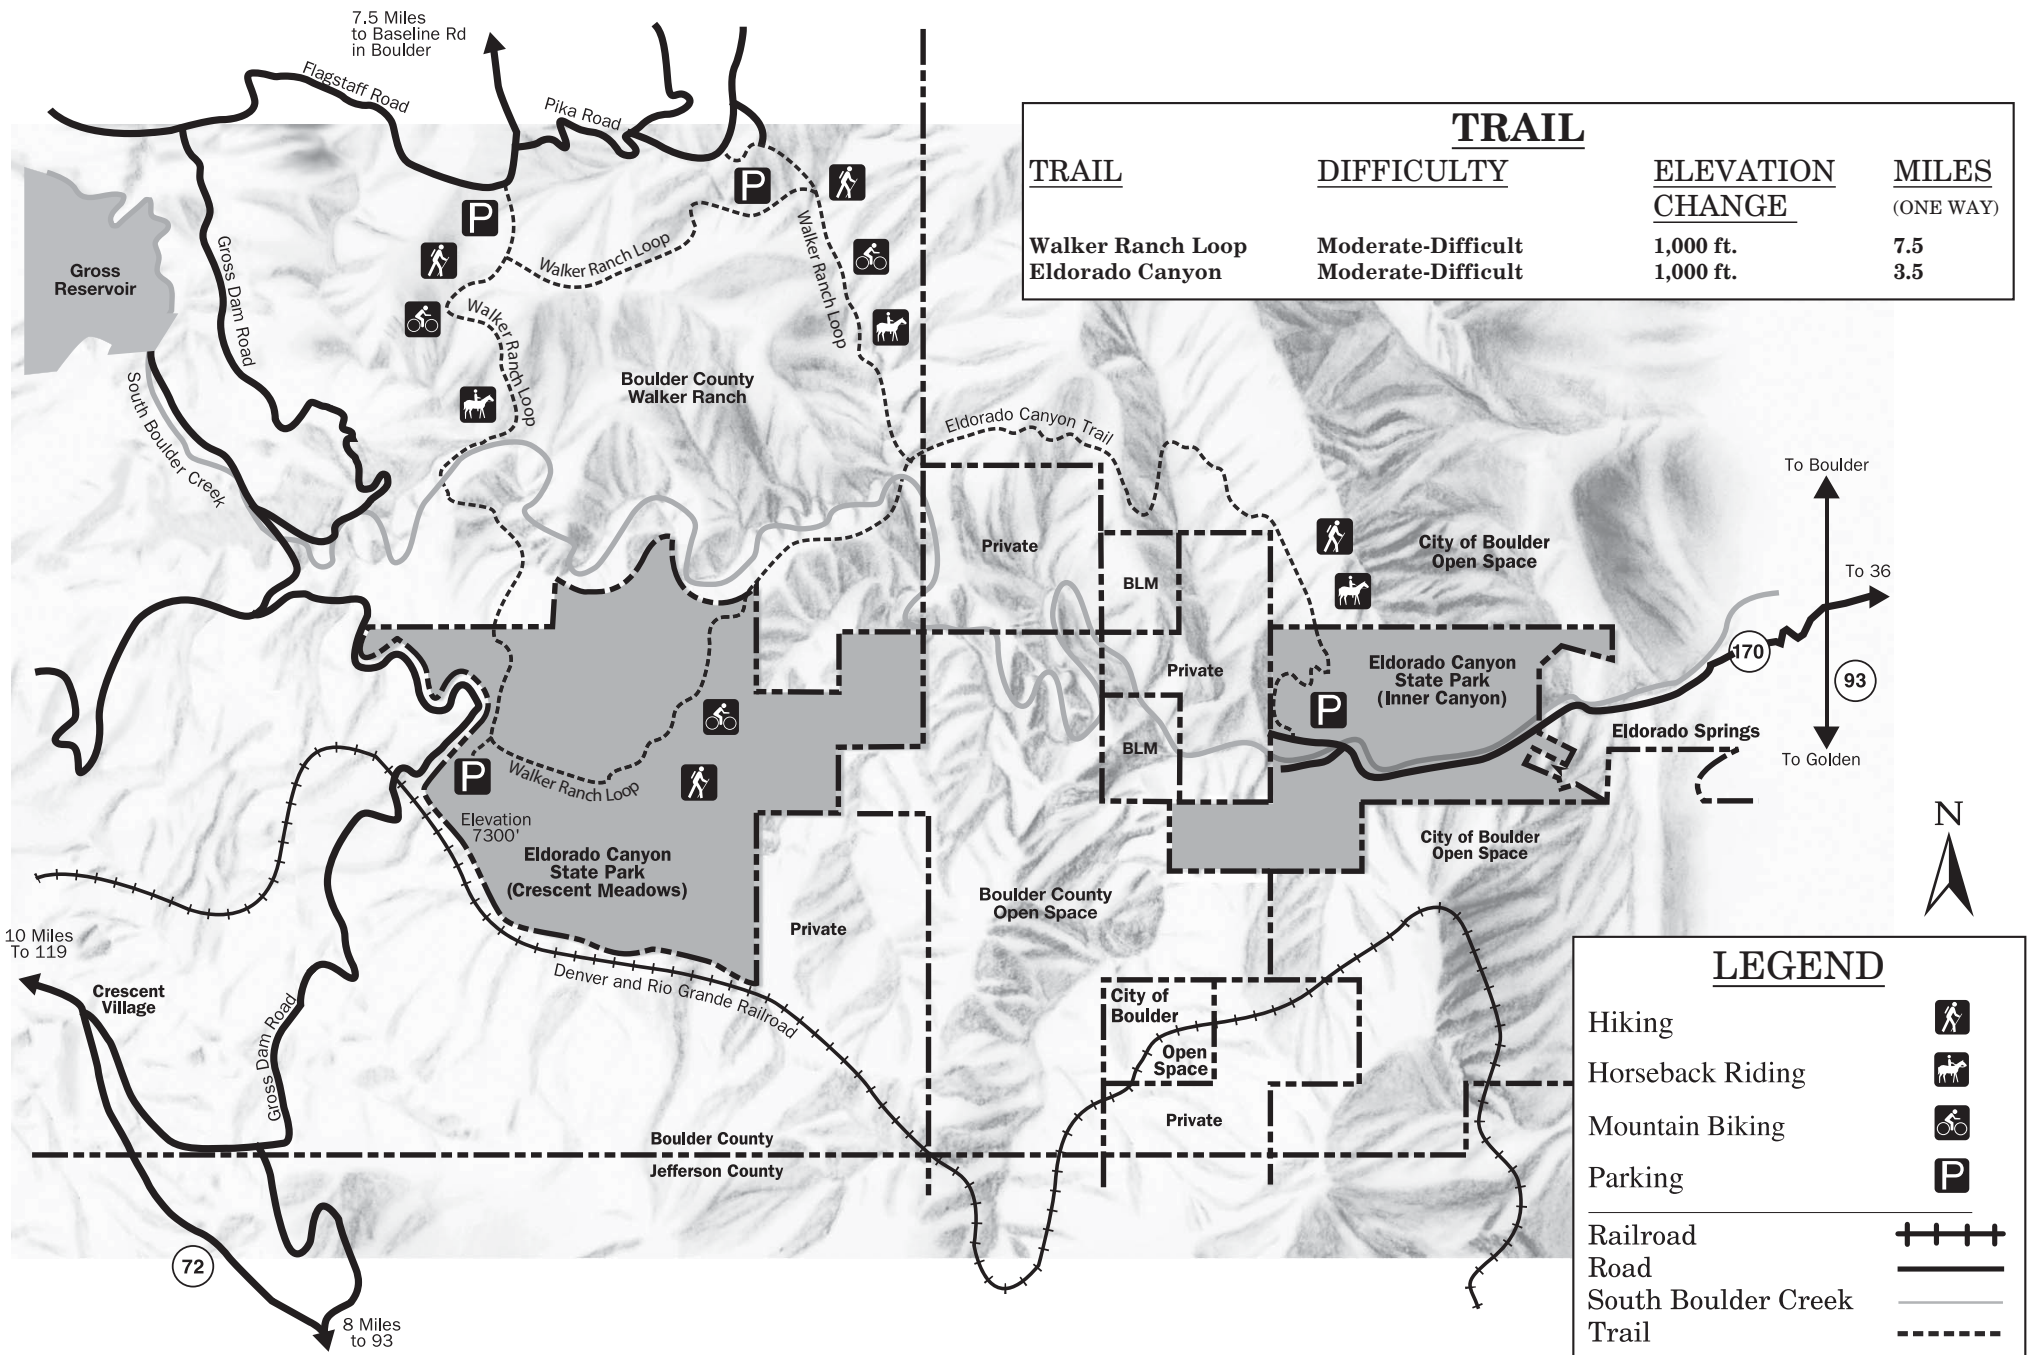 7.5 Miles
to Baseline Rd
in Boulder
Flagstaff Road
Pika Road
TRAIL
TRAIL
DIFFICULTY
ELEVATION
CHANGE
MILES
(ONE WAY)
Walker Ranch Loop
Moderate-Difficult
1,000 ft.
7.5
Eldorado Canyon
Moderate-Difficult
1,000 ft.
3.5
P
P
Gross
Reservoir
Gross Dam Road
Walker Ranch Loop
Walker Ranch Loop
Walker Ranch Loop
South Boulder Creek
Boulder County
Walker Ranch
Eldorado Canyon Trail
To Boulder
Private
City of Boulder
Open Space
BLM
To 36
170
93
Eldorado Canyon
State Park
(Inner Canyon)
Private
P
BLM
Eldorado Springs
To Golden
P
Walker Ranch Loop
Elevation
7300'
Eldorado Canyon
State Park
(Crescent Meadows)
City of Boulder
Open Space
N
Boulder County
Open Space
Private
10 Miles
To 119
Crescent
Village
Denver and Rio Grande Railroad
Gross Dam Road
City of
Boulder
Open
Space
Private
Boulder County
Jefferson County
72
8 Miles
to 93
LEGEND
Hiking
Horseback Riding
Mountain Biking
Parking
P
Railroad
Road
South Boulder Creek
Trail